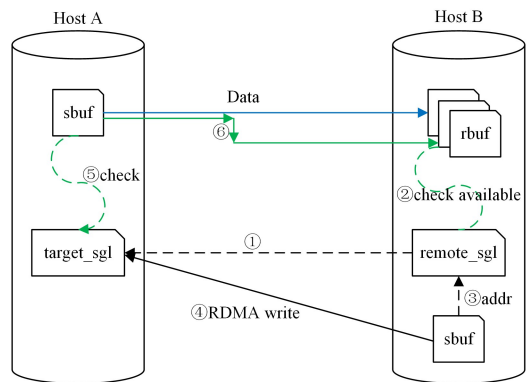 Host A
Host B
sbuf
Data
rbuf
⑥
⑤check
②check available
target_sgl
①
remote_sgl
③addr
④RDMA write
sbuf